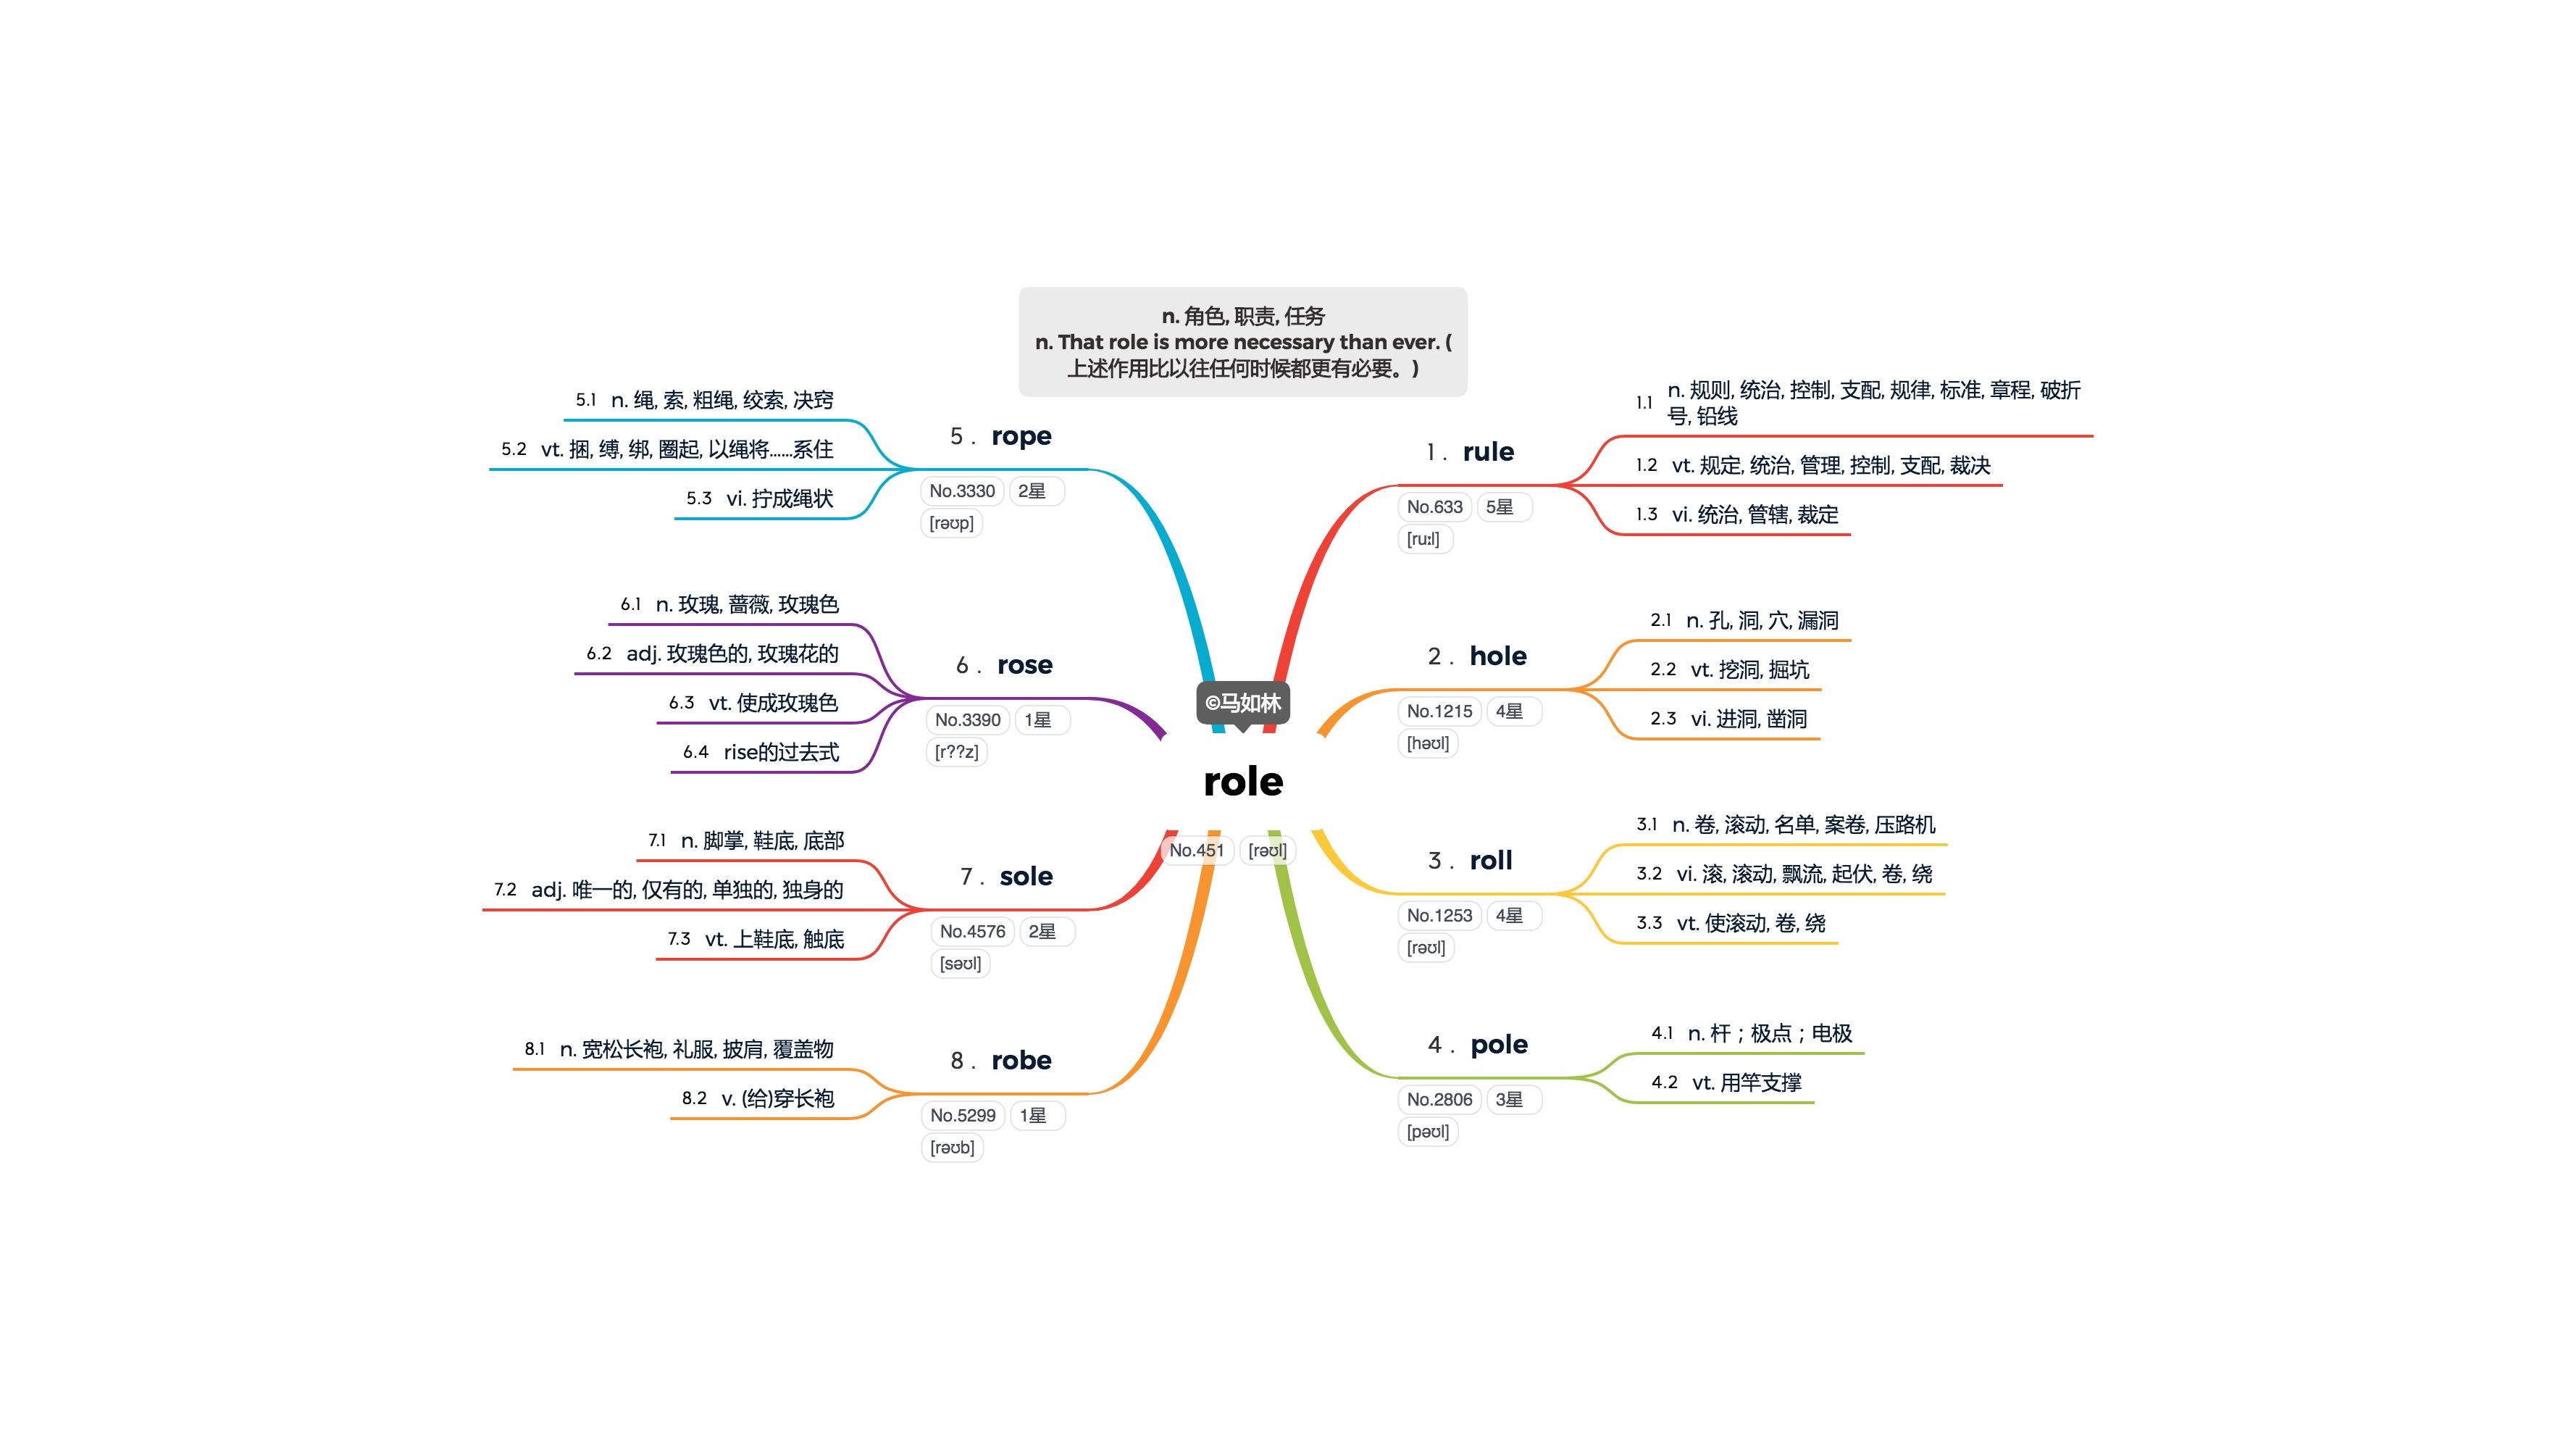 n. 角色, 职责, 任务
n. That role is more necessary than ever. (
上述作用比以往任何时候都更有必要。)
©马如林
role
No.451 [rəʊl]
1 . rule
No.633 5星
[ruːl]
1.1 n. 规则, 统治, 控制, 支配, 规律, 标准, 章程, 破折
号, 铅线
1.2 vt. 规定, 统治, 管理, 控制, 支配, 裁决
1.3 vi. 统治, 管辖, 裁定
2 . hole
No.1215 4星
[həʊl]
2.1 n. 孔, 洞, 穴, 漏洞
2.2 vt. 挖洞, 掘坑
2.3 vi. 进洞, 凿洞
3 . roll
No.1253 4星
[rəʊl]
3.1 n. 卷, 滚动, 名单, 案卷, 压路机
3.2 vi. 滚, 滚动, 飘流, 起伏, 卷, 绕
3.3 vt. 使滚动, 卷, 绕
4 . pole
No.2806 3星
[pəʊl]
4.1 n. 杆；极点；电极
4.2 vt. 用竿支撑
5 . rope
No.3330 2星
[rəʊp]
5.1 n. 绳, 索, 粗绳, 绞索, 决窍
5.2 vt. 捆, 缚, 绑, 圈起, 以绳将……系住
5.3 vi. 拧成绳状
6 . rose
No.3390 1星
[r??z]
6.1 n. 玫瑰, 蔷薇, 玫瑰色
6.2 adj. 玫瑰色的, 玫瑰花的
6.3 vt. 使成玫瑰色
6.4 rise的过去式
7 . sole
No.4576 2星
[səʊl]
7.1 n. 脚掌, 鞋底, 底部
7.2 adj. 唯一的, 仅有的, 单独的, 独身的
7.3 vt. 上鞋底, 触底
8 . robe
No.5299 1星
[rəʊb]
8.1 n. 宽松长袍, 礼服, 披肩, 覆盖物
8.2 v. (给)穿长袍